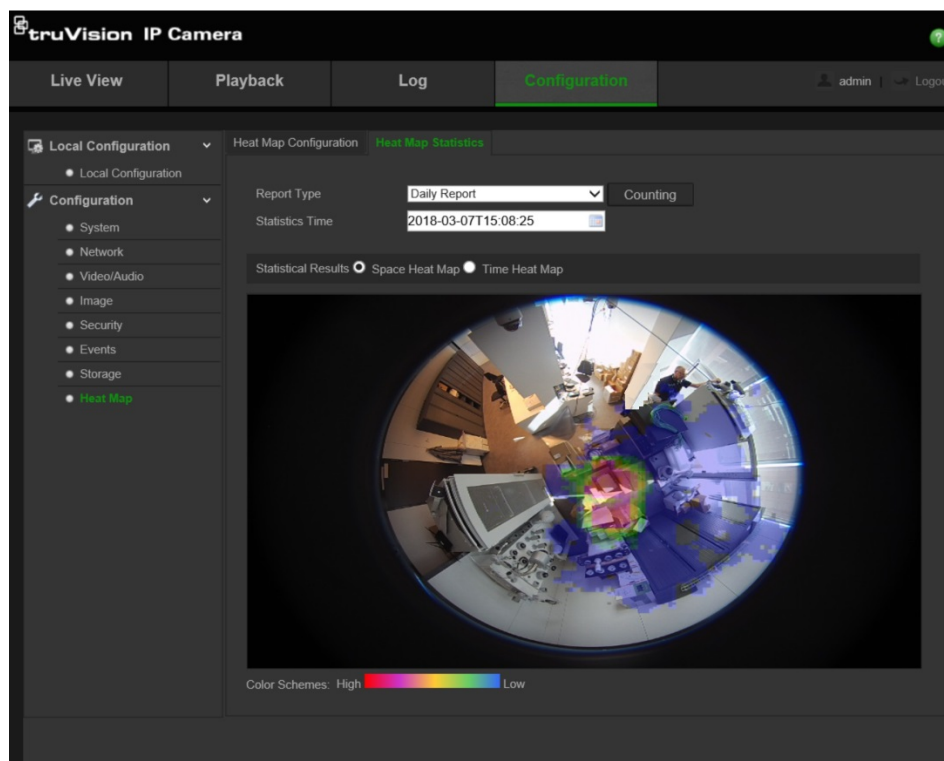 truVision IP Camera
Live View Playback Log Configuration admin | Logo
Local Configuration
Local Configuration
Configuration
System
Network
Video/Audio
Image
Security
Events
Storage
Heat Map
Heat Map Configuration Heat Map Statistics
Report Type Daily Report Counting
Statistics Time 2018-03-07T15:08:25
Statistical Results Space Heat Map Time Heat Map
Color Schemes: High Low